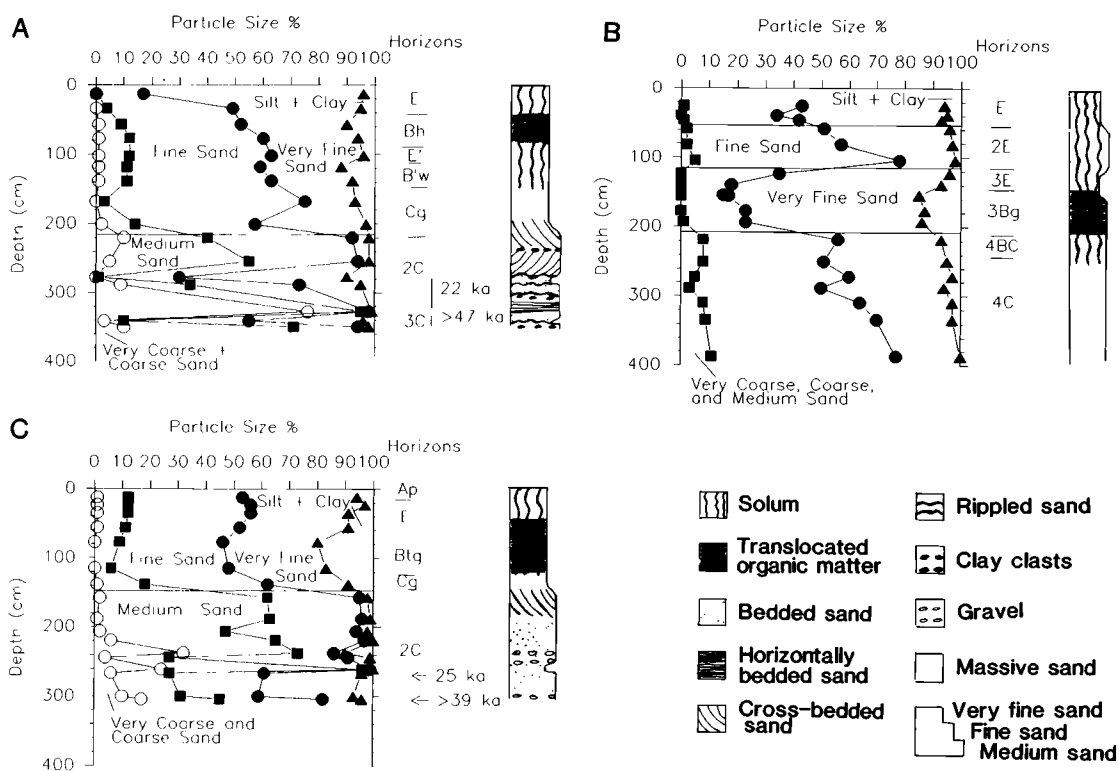 A
Particle Size %
Horizons
0 10 20 30 40 50 60 70 80 90 100
0
100
200
300
400
Depth (cm)
Silt + Clay
Fine Sand
Very Fine
Sand
Medium
Sand
Very Coarse +
Coarse Sand
E
Bh
E'
B'w
Cg
2C
22 ka
>47 ka
3C
B
Particle Size %
Horizons
0 10 20 30 40 50 60 70 80 90 100
0
100
200
300
400
Depth (cm)
Silt + Clay
Fine Sand
Very Fine Sand
Very Coarse, Coarse,
and Medium Sand
E
2E
3E
3Bg
4BC
4C
C
Particle Size %
Horizons
0 10 20 30 40 50 60 70 80 90 100
0
100
200
300
400
Depth (cm)
Silt + Clay
Fine Sand
Very Fine
Sand
Medium Sand
Very Coarse and
Coarse Sand
Ap
E
Btg
Cg
2C
← 25 ka
← >39 ka
Solum
Translocated
organic matter
Bedded sand
Horizontally
bedded sand
Cross-bedded
sand
Rippled sand
Clay clasts
Gravel
Massive sand
Very fine sand
Fine sand
Medium sand